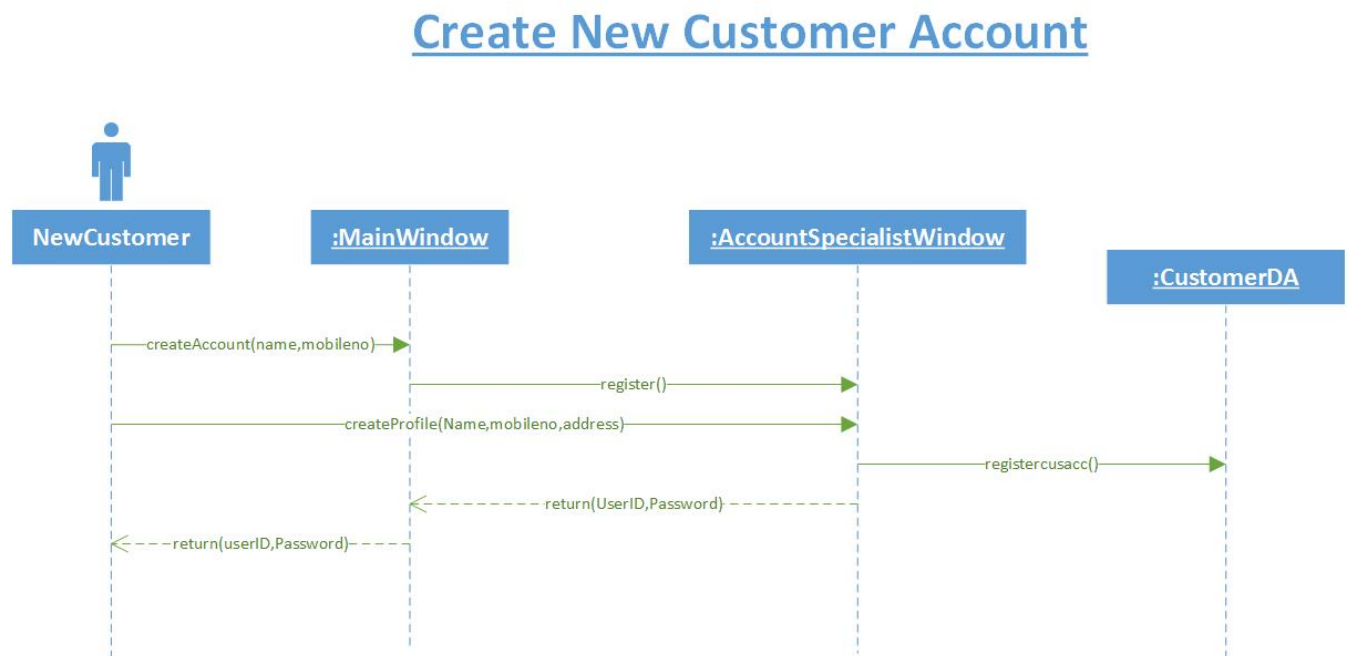 Create New Customer Account
NewCustomer
:MainWindow
:AccountSpecialistWindow
:CustomerDA
createAccount(name,mobileno)
register()
createProfile(Name,mobileno,address)
registercusacc()
return(UserID,Password)
return(userID,Password)